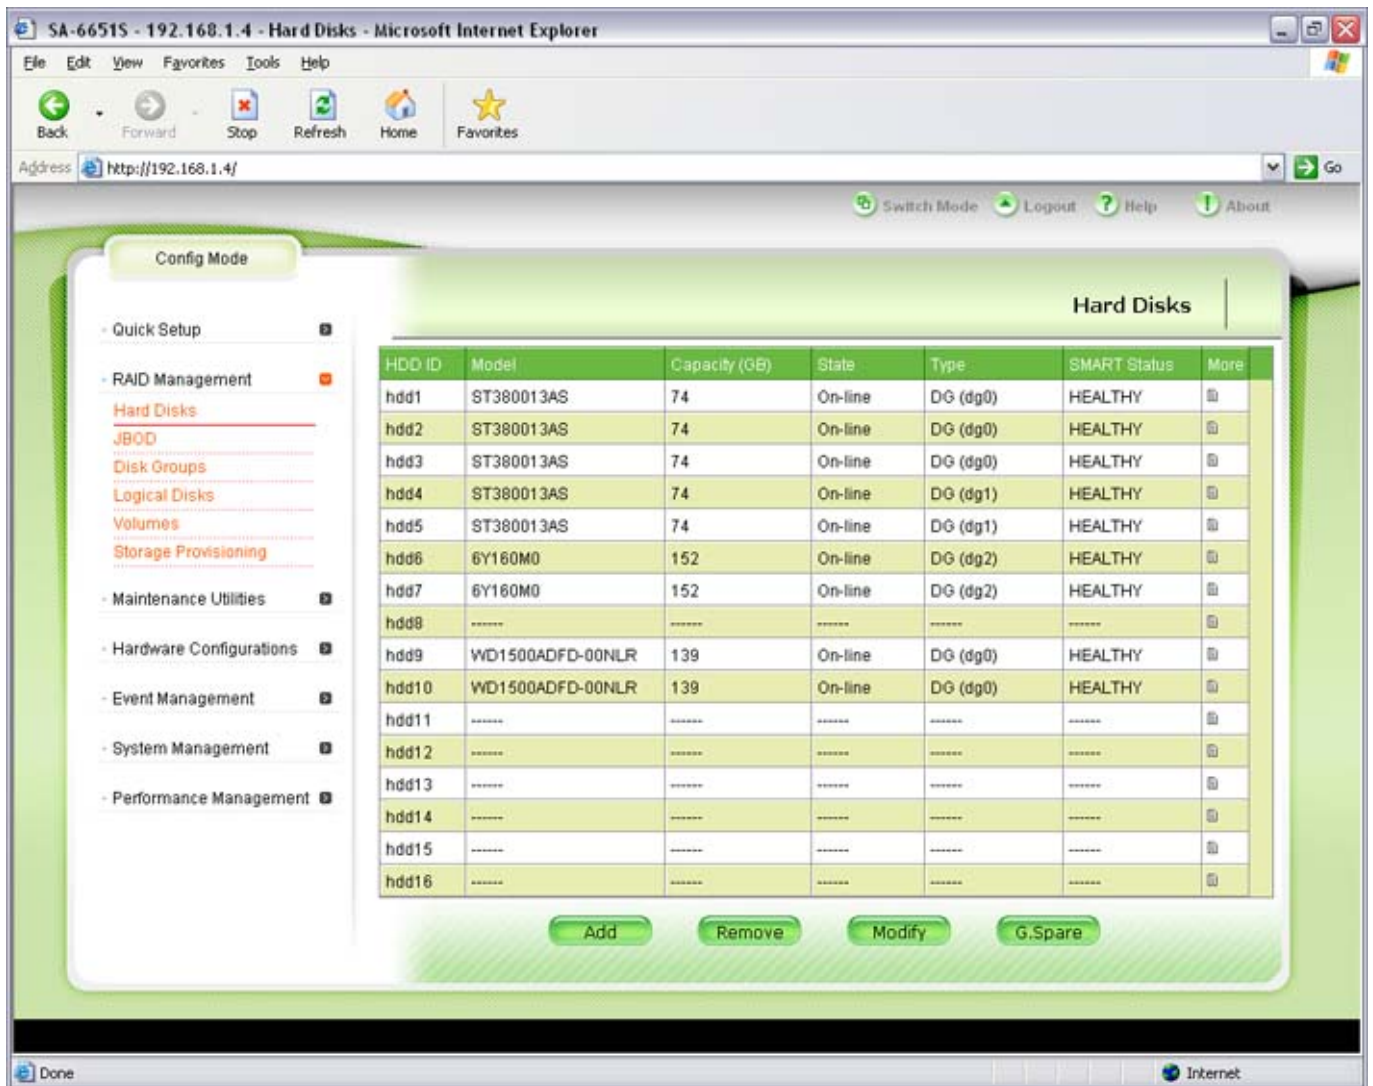 SA-6651S - 192.168.1.4 - Hard Disks - Microsoft Internet Explorer
File Edit View Favorites Tools Help
Back Forward Stop Refresh Home Favorites
Address http://192.168.1.4/ Go
Switch Mode Logout Help About
Config Mode
Hard Disks
Quick Setup
RAID Management
Hard Disks
JBOD
Disk Groups
Logical Disks
Volumes
Storage Provisioning
Maintenance Utilities
Hardware Configurations
Event Management
System Management
Performance Management
HDD ID Model Capacity (GB) State Type SMART Status More
hdd1 ST380013AS 74 On-line DG (dg0) HEALTHY
hdd2 ST380013AS 74 On-line DG (dg0) HEALTHY
hdd3 ST380013AS 74 On-line DG (dg0) HEALTHY
hdd4 ST380013AS 74 On-line DG (dg1) HEALTHY
hdd5 ST380013AS 74 On-line DG (dg1) HEALTHY
hdd6 6Y160M0 152 On-line DG (dg2) HEALTHY
hdd7 6Y160M0 152 On-line DG (dg2) HEALTHY
hdd8 ------ ------ ------ ------ ------
hdd9 WD1500ADFD-00NLR 139 On-line DG (dg0) HEALTHY
hdd10 WD1500ADFD-00NLR 139 On-line DG (dg0) HEALTHY
hdd11 ------ ------ ------ ------ ------
hdd12 ------ ------ ------ ------ ------
hdd13 ------ ------ ------ ------ ------
hdd14 ------ ------ ------ ------ ------
hdd15 ------ ------ ------ ------ ------
hdd16 ------ ------ ------ ------ ------
Add Remove Modify G.Spare
Done Internet